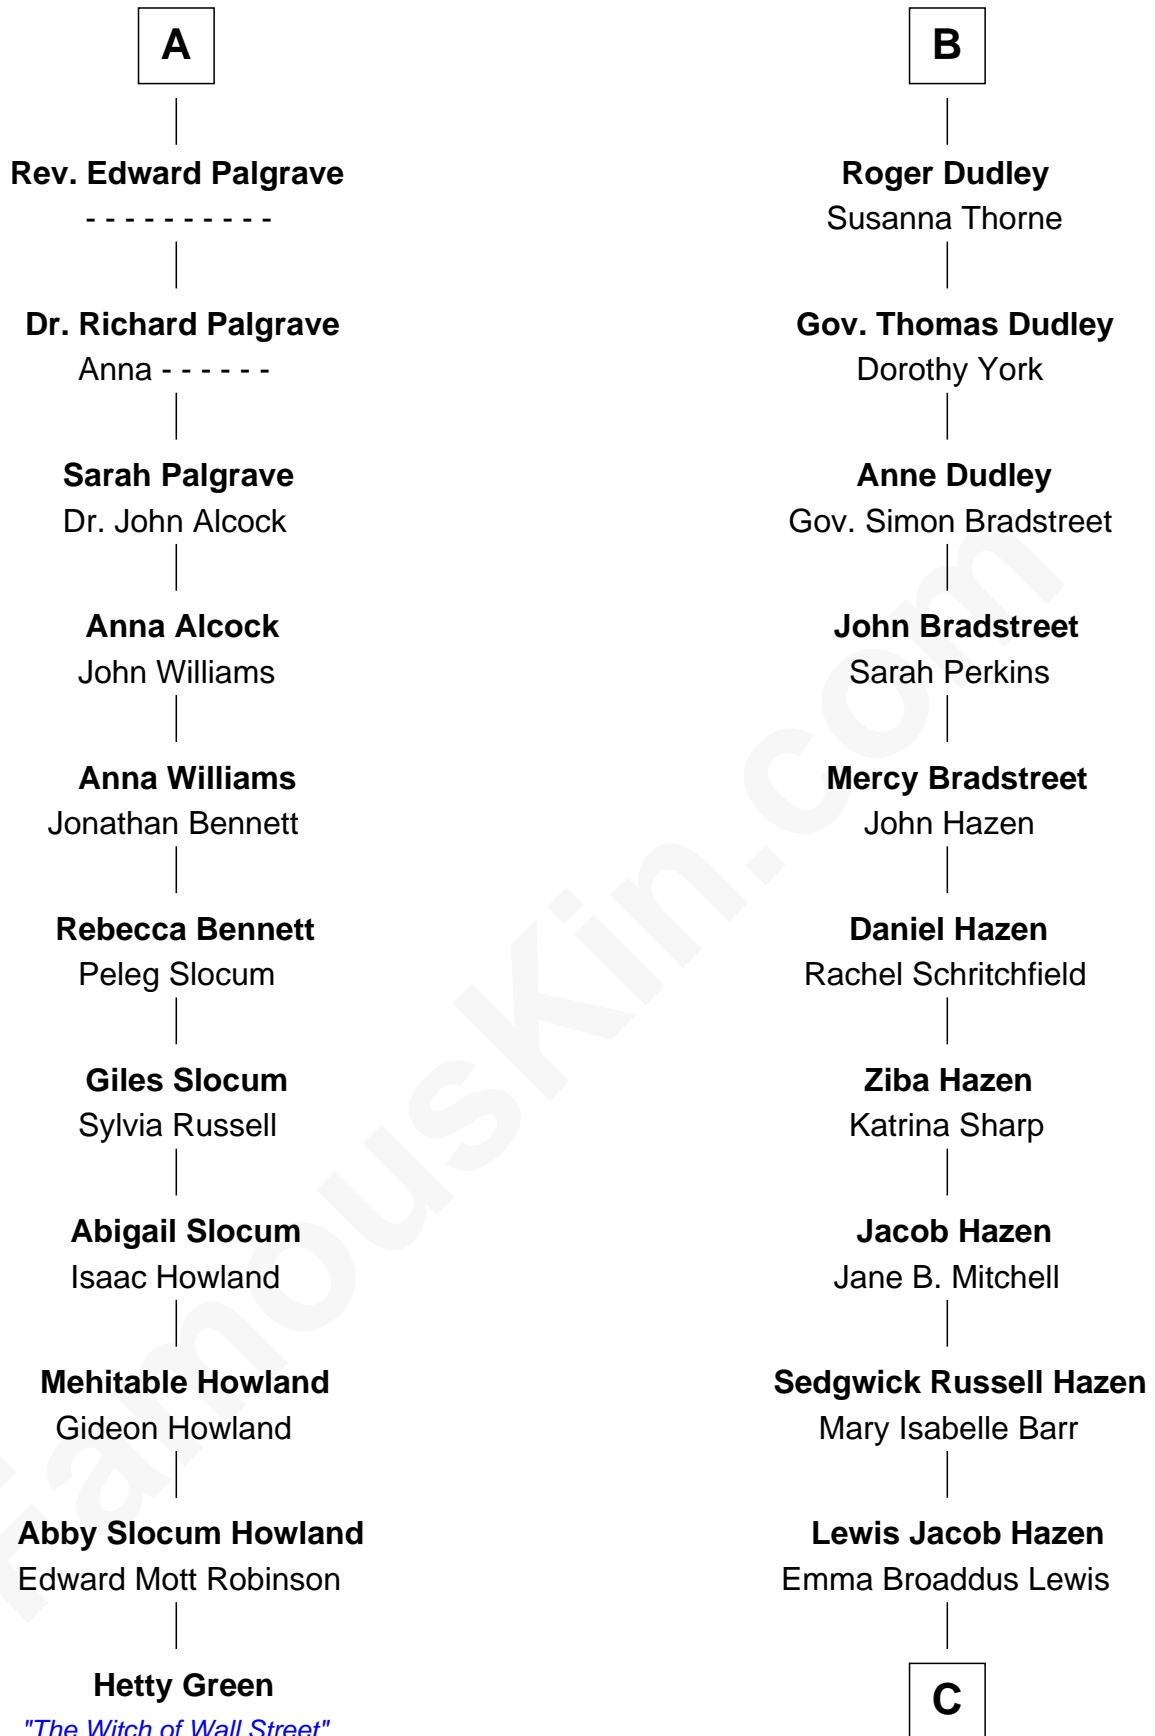 A
Rev. Edward Palgrave
- - - - - - - - - -
Dr. Richard Palgrave
Anna - - - - - -
Sarah Palgrave
Dr. John Alcock
Anna Alcock
John Williams
Anna Williams
Jonathan Bennett
Rebecca Bennett
Peleg Slocum
Giles Slocum
Sylvia Russell
Abigail Slocum
Isaac Howland
Mehitable Howland
Gideon Howland
Abby Slocum Howland
Edward Mott Robinson
Hetty Green
"The Witch of Wall Street"
B
Roger Dudley
Susanna Thorne
Gov. Thomas Dudley
Dorothy York
Anne Dudley
Gov. Simon Bradstreet
John Bradstreet
Sarah Perkins
Mercy Bradstreet
John Hazen
Daniel Hazen
Rachel Schritchfield
Ziba Hazen
Katrina Sharp
Jacob Hazen
Jane B. Mitchell
Sedgwick Russell Hazen
Mary Isabelle Barr
Lewis Jacob Hazen
Emma Broaddus Lewis
C
FamousKin.com